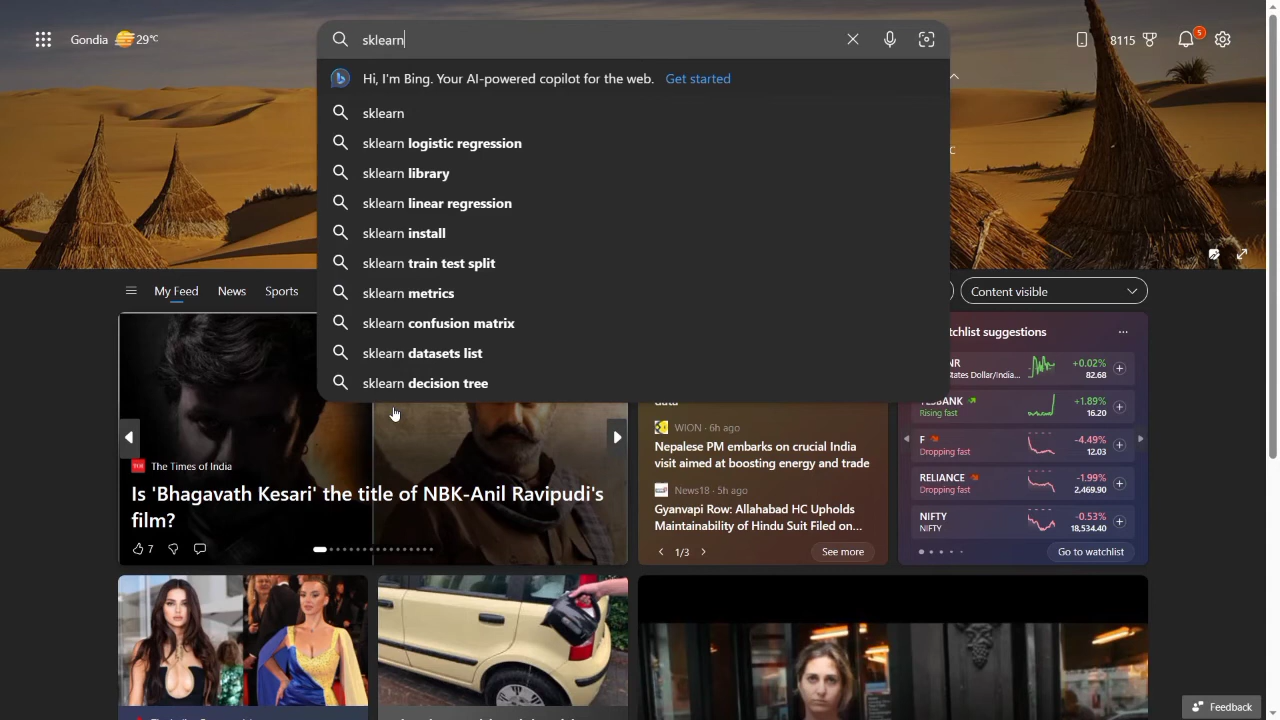 Gondia 29°C
sklearn
8115
5
Hi, I'm Bing. Your AI-powered copilot for the web. Get started
sklearn
sklearn logistic regression
sklearn library
sklearn linear regression
sklearn install
sklearn train test split
sklearn metrics
sklearn confusion matrix
sklearn datasets list
sklearn decision tree
My Feed News Sports
Content visible
The Times of India
Is 'Bhagavath Kesari' the title of NBK-Anil Ravipudi's
film?
7
WION · 6h ago
Nepalese PM embarks on crucial India
visit aimed at boosting energy and trade
News18 · 5h ago
Gyanvapi Row: Allahabad HC Upholds
Maintainability of Hindu Suit Filed on...
1/3
See more
tchlist suggestions
...
NR +0.02%
States Dollar/India... 82.68
YESBANK +1.89%
Rising fast 16.20
F -4.49%
Dropping fast 12.03
RELIANCE -1.99%
Dropping fast 2,469.90
NIFTY -0.53%
NIFTY 18,534.40
Go to watchlist
Feedback